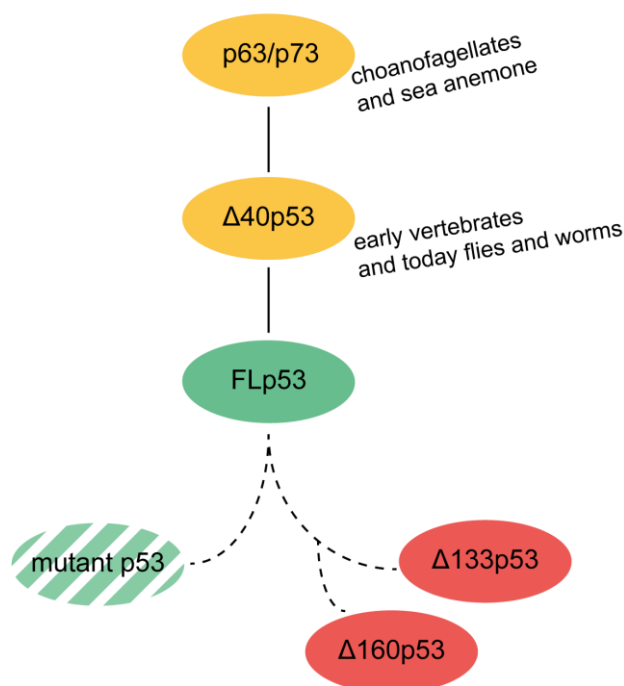 p63/p73
choanofagellates
and sea anemone
Δ40p53
early vertebrates
and today flies and worms
FLp53
mutant p53
Δ133p53
Δ160p53